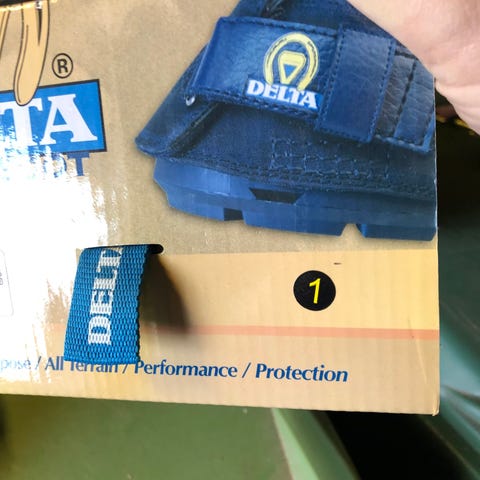 ®
TA
DELTA
DELTA
1
/ All Terrain / Performance / Protection